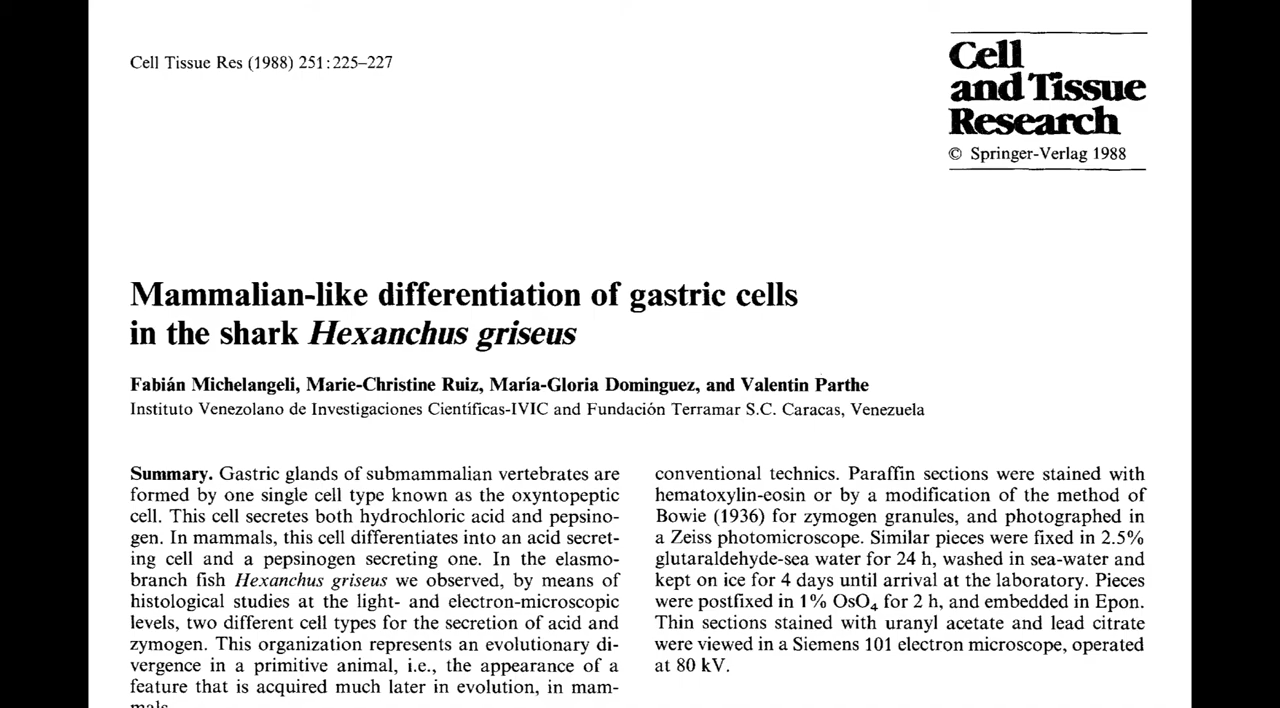 Cell Tissue Res (1988) 251:225–227
Cell
and Tissue
Research
© Springer-Verlag 1988
Mammalian-like differentiation of gastric cells
in the shark Hexanchus griseus
Fabián Michelangeli, Marie-Christine Ruiz, María-Gloria Dominguez, and Valentin Parthe
Instituto Venezolano de Investigaciones Científicas-IVIC and Fundación Terramar S.C. Caracas, Venezuela
Summary. Gastric glands of submammalian vertebrates are
formed by one single cell type known as the oxyntopeptic
cell. This cell secretes both hydrochloric acid and pepsino-
gen. In mammals, this cell differentiates into an acid secret-
ing cell and a pepsinogen secreting one. In the elasmo-
branch fish Hexanchus griseus we observed, by means of
histological studies at the light- and electron-microscopic
levels, two different cell types for the secretion of acid and
zymogen. This organization represents an evolutionary di-
vergence in a primitive animal, i.e., the appearance of a
feature that is acquired much later in evolution, in mam-
mals.
conventional technics. Paraffin sections were stained with
hematoxylin-eosin or by a modification of the method of
Bowie (1936) for zymogen granules, and photographed in
a Zeiss photomicroscope. Similar pieces were fixed in 2.5%
glutaraldehyde-sea water for 24 h, washed in sea-water and
kept on ice for 4 days until arrival at the laboratory. Pieces
were postfixed in 1% OsO4 for 2 h, and embedded in Epon.
Thin sections stained with uranyl acetate and lead citrate
were viewed in a Siemens 101 electron microscope, operated
at 80 kV.